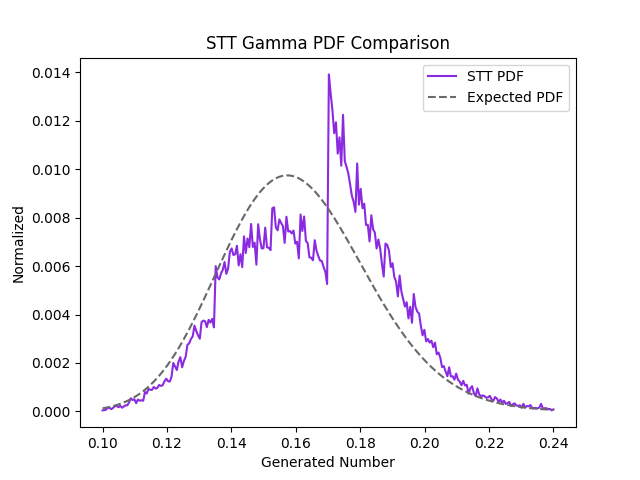 STT Gamma PDF Comparison
STT PDF
Expected PDF
Normalized
0.014
0.012
0.010
0.008
0.006
0.004
0.002
0.000
0.10 0.12 0.14 0.16 0.18 0.20 0.22 0.24
Generated Number